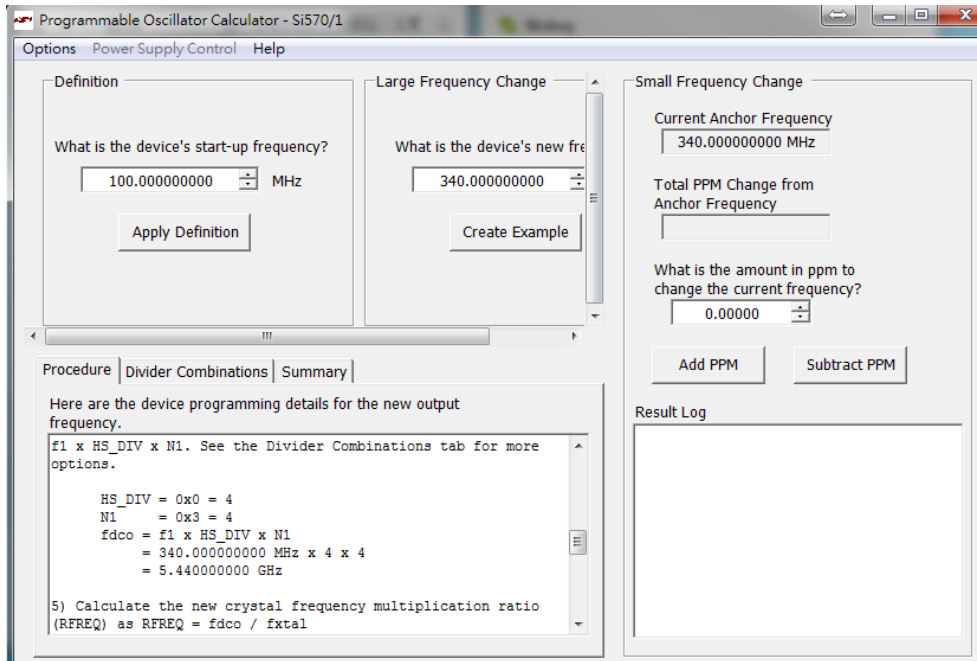 Programmable Oscillator Calculator - Si570/1
Options Power Supply Control Help
Definition
What is the device's start-up frequency?
100.000000000 MHz
Apply Definition
Large Frequency Change
What is the device's new fre
340.000000000
Create Example
Small Frequency Change
Current Anchor Frequency
340.000000000 MHz
Total PPM Change from
Anchor Frequency
What is the amount in ppm to
change the current frequency?
0.00000
Add PPM Subtract PPM
Result Log
Procedure Divider Combinations Summary
Here are the device programming details for the new output
frequency.
f1 x HS_DIV x N1. See the Divider Combinations tab for more
options.
HS_DIV = 0x0 = 4
N1 = 0x3 = 4
fdco = f1 x HS_DIV x N1
= 340.000000000 MHz x 4 x 4
= 5.440000000 GHz
5) Calculate the new crystal frequency multiplication ratio
(RFREQ) as RFREQ = fdco / fxtal